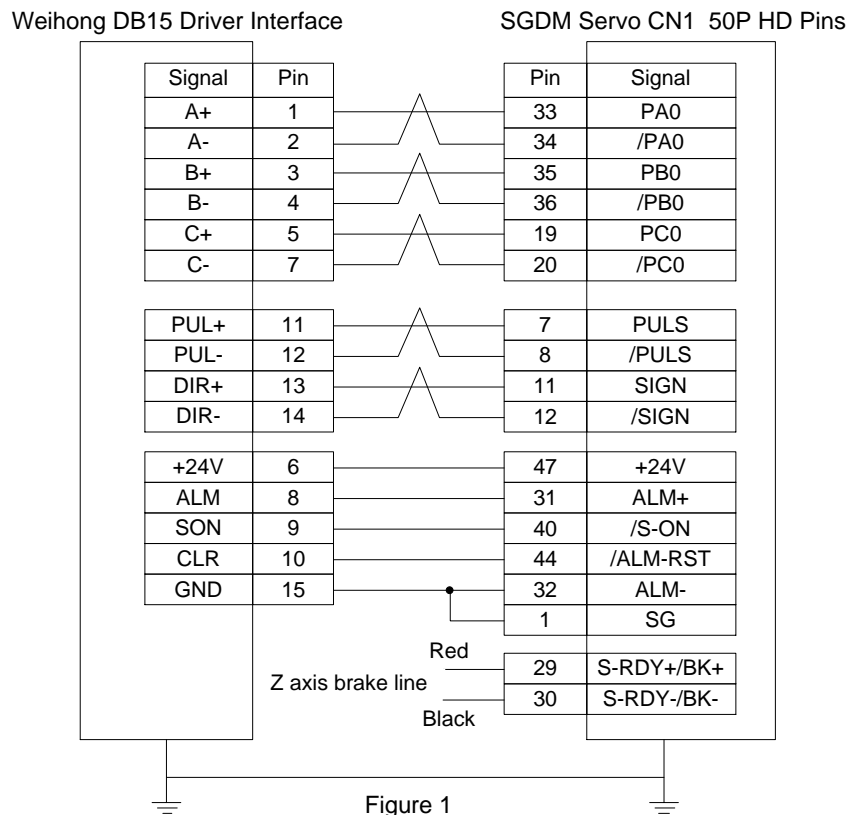 Weihong DB15 Driver Interface SGDM Servo CN1 50P HD Pins
Signal Pin Pin Signal
A+ 1 33 PA0
A- 2 34 /PA0
B+ 3 35 PB0
B- 4 36 /PB0
C+ 5 19 PC0
C- 7 20 /PC0
PUL+ 11 7 PULS
PUL- 12 8 /PULS
DIR+ 13 11 SIGN
DIR- 14 12 /SIGN
+24V 6 47 +24V
ALM 8 31 ALM+
SON 9 40 /S-ON
CLR 10 44 /ALM-RST
GND 15 32 ALM-
1 SG
Red
29 S-RDY+/BK+
Z axis brake line
30 S-RDY-/BK-
Black
Figure 1